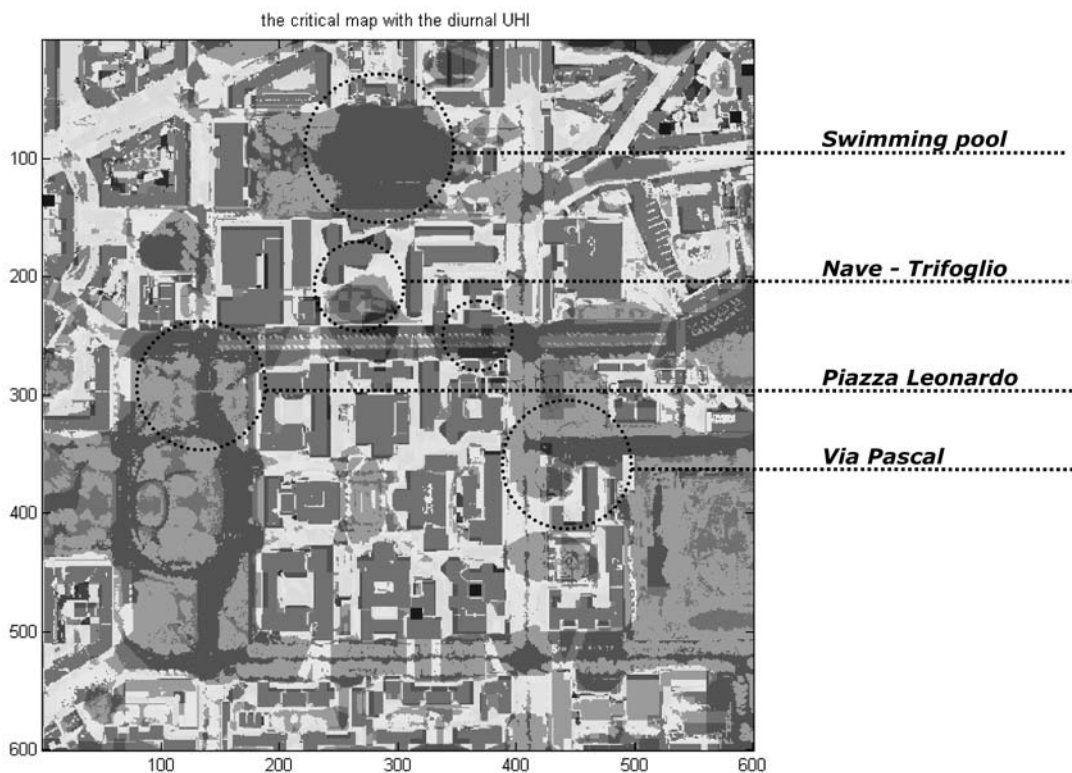 the critical map with the diurnal UHI
Swimming pool
Nave - Trifoglio
Piazza Leonardo
Via Pascal
100
200
300
400
500
600
100
200
300
400
500
600